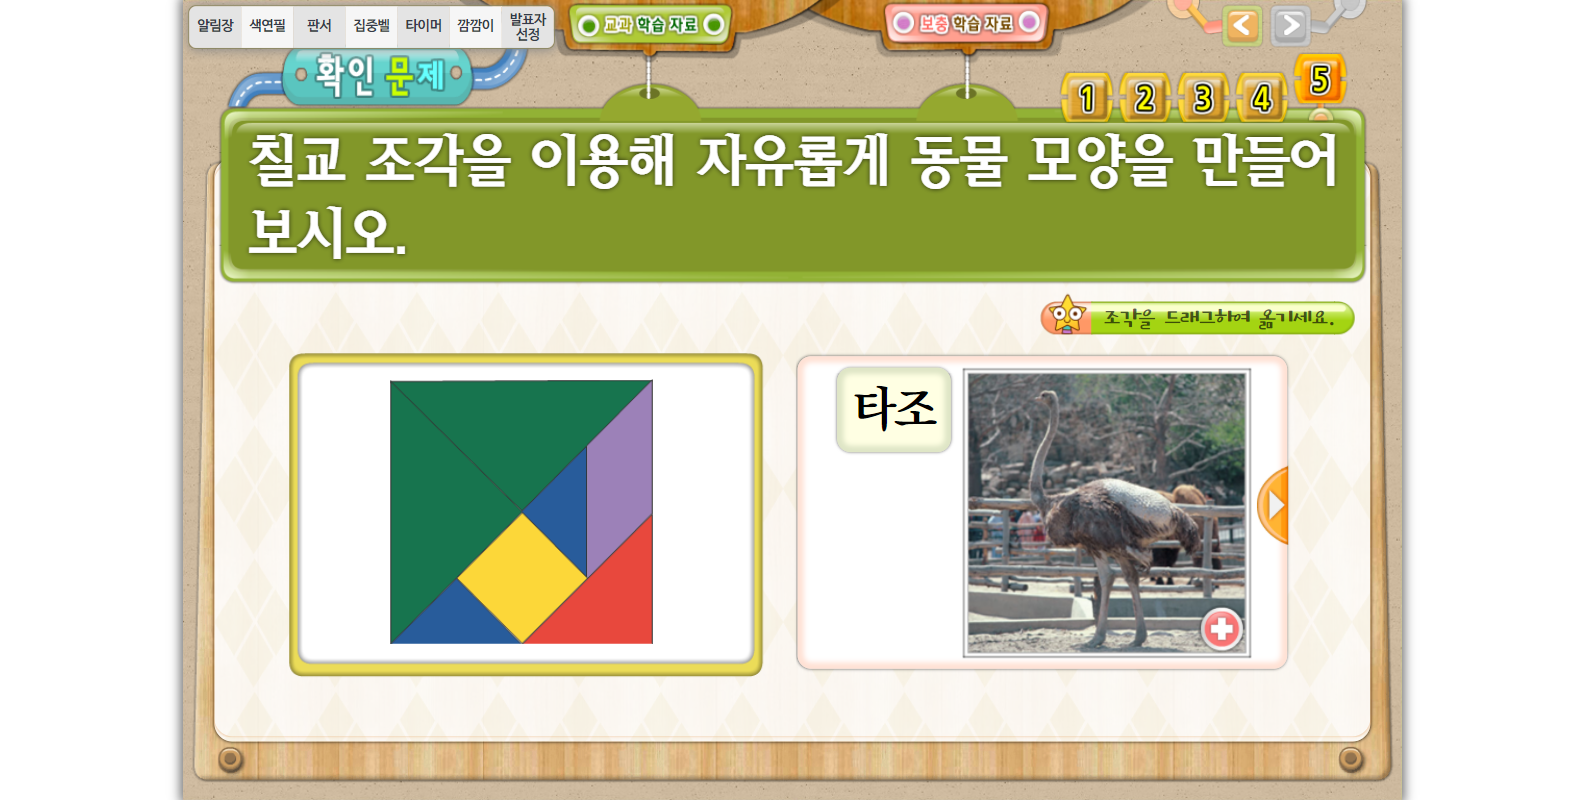 알림장 색연필 판서 집중벨 타이머 깜깜이 발표자 선정
교과 학습 자료
보충 학습 자료
확인 문제
1 2 3 4 5
칠교 조각을 이용해 자유롭게 동물 모양을 만들어
보시오.
조각을 드래그하여 옮기세요.
타조